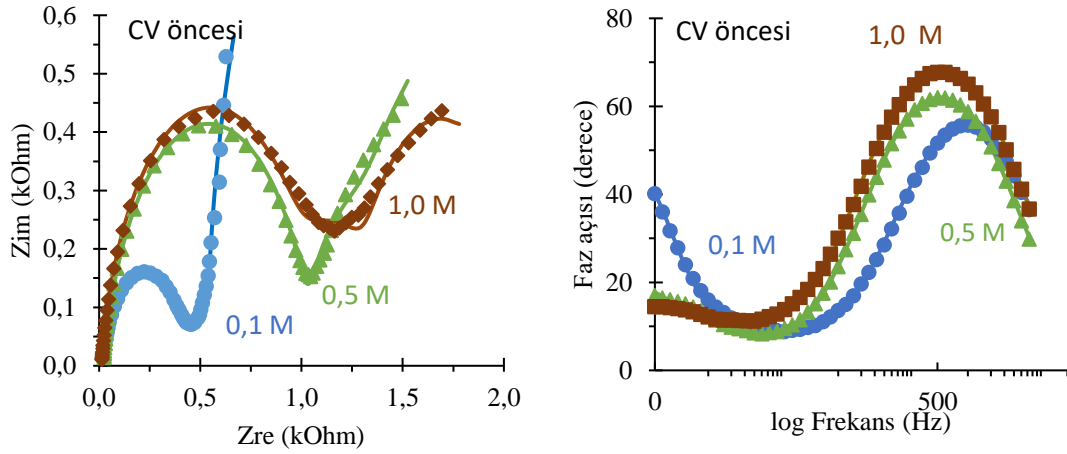 CV öncesi
0,6
0,5
0,4
0,3
0,2
0,1
0,0
Zim (kOhm)
1,0 M
0,5 M
0,1 M
0,0
0,5
1,0
1,5
2,0
Zre (kOhm)
CV öncesi
80
60
40
20
0
Faz açısı (derece)
1,0 M
0,5 M
0,1 M
0
500
log Frekans (Hz)